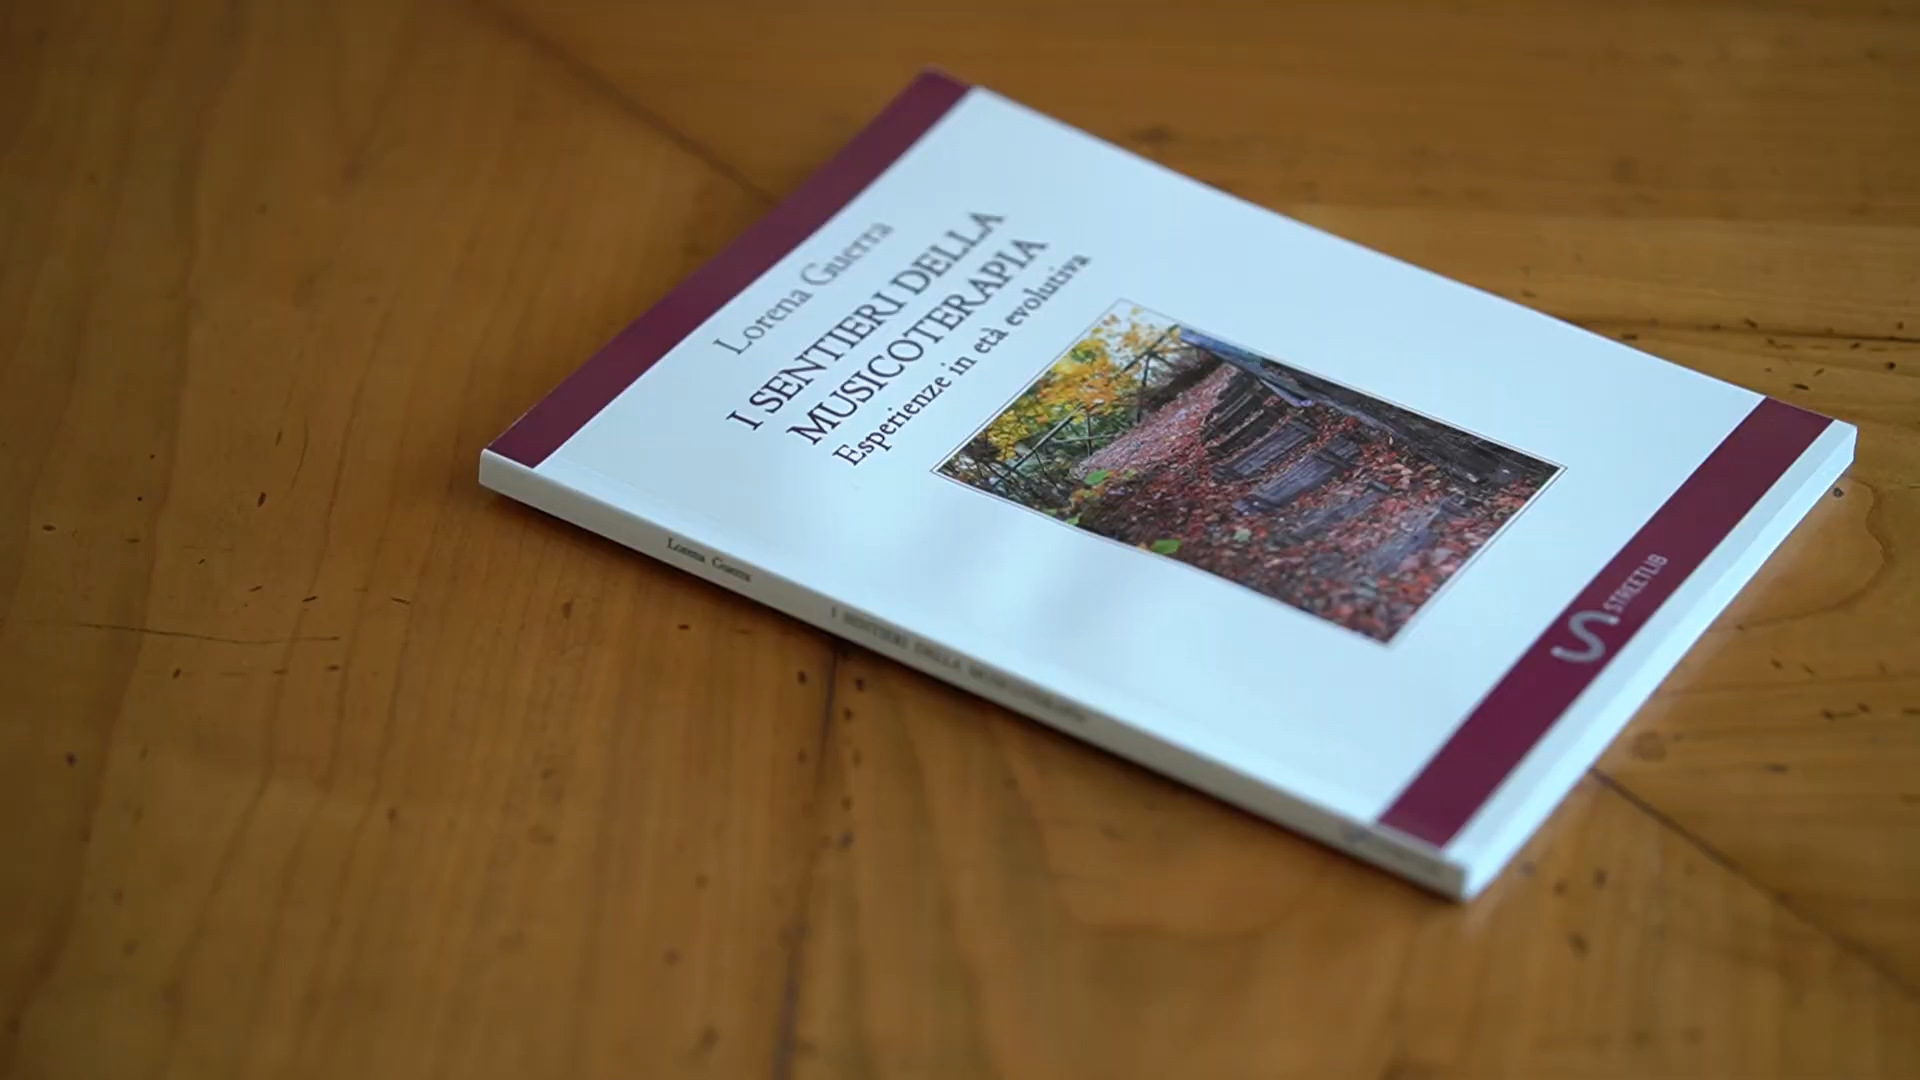 Lorena Guerra
I SENTIERI DELLA
MUSICOTERAPIA
Esperienze in età evolutiva
STREETLIB
Lorena Guerra
I SENTIERI DELLA MUSICOTERAPIA